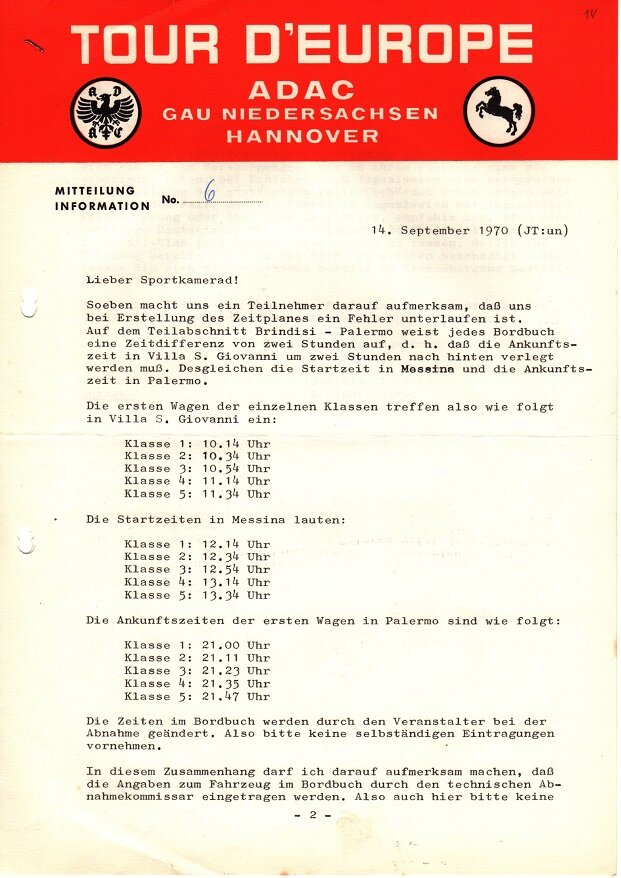 14
TOUR D'EUROPE
ADAC
GAU NIEDERSACHSEN
HANNOVER
A D
A C
MITTEILUNG
INFORMATION No. 6
14. September 1970 (JT:un)
Lieber Sportkamerad!
Soeben macht uns ein Teilnehmer darauf aufmerksam, daß uns
bei Erstellung des Zeitplanes ein Fehler unterlaufen ist.
Auf dem Teilabschnitt Brindisi - Palermo weist jedes Bordbuch
eine Zeitdifferenz von zwei Stunden auf, d. h. daß die Ankunfts-
zeit in Villa S. Giovanni um zwei Stunden nach hinten verlegt
werden muß. Desgleichen die Startzeit in Messina und die Ankunfts-
zeit in Palermo.
Die ersten Wagen der einzelnen Klassen treffen also wie folgt
in Villa S. Giovanni ein:
Klasse 1: 10.14 Uhr
Klasse 2: 10.34 Uhr
Klasse 3: 10.54 Uhr
Klasse 4: 11.14 Uhr
Klasse 5: 11.34 Uhr
Die Startzeiten in Messina lauten:
Klasse 1: 12.14 Uhr
Klasse 2: 12.34 Uhr
Klasse 3: 12.54 Uhr
Klasse 4: 13.14 Uhr
Klasse 5: 13.34 Uhr
Die Ankunftszeiten der ersten Wagen in Palermo sind wie folgt:
Klasse 1: 21.00 Uhr
Klasse 2: 21.11 Uhr
Klasse 3: 21.23 Uhr
Klasse 4: 21.35 Uhr
Klasse 5: 21.47 Uhr
Die Zeiten im Bordbuch werden durch den Veranstalter bei der
Abnahme geändert. Also bitte keine selbständigen Eintragungen
vornehmen.
In diesem Zusammenhang darf ich darauf aufmerksam machen, daß
die Angaben zum Fahrzeug im Bordbuch durch den technischen Ab-
nahmekommissar eingetragen werden. Also auch hier bitte keine
- 2 -